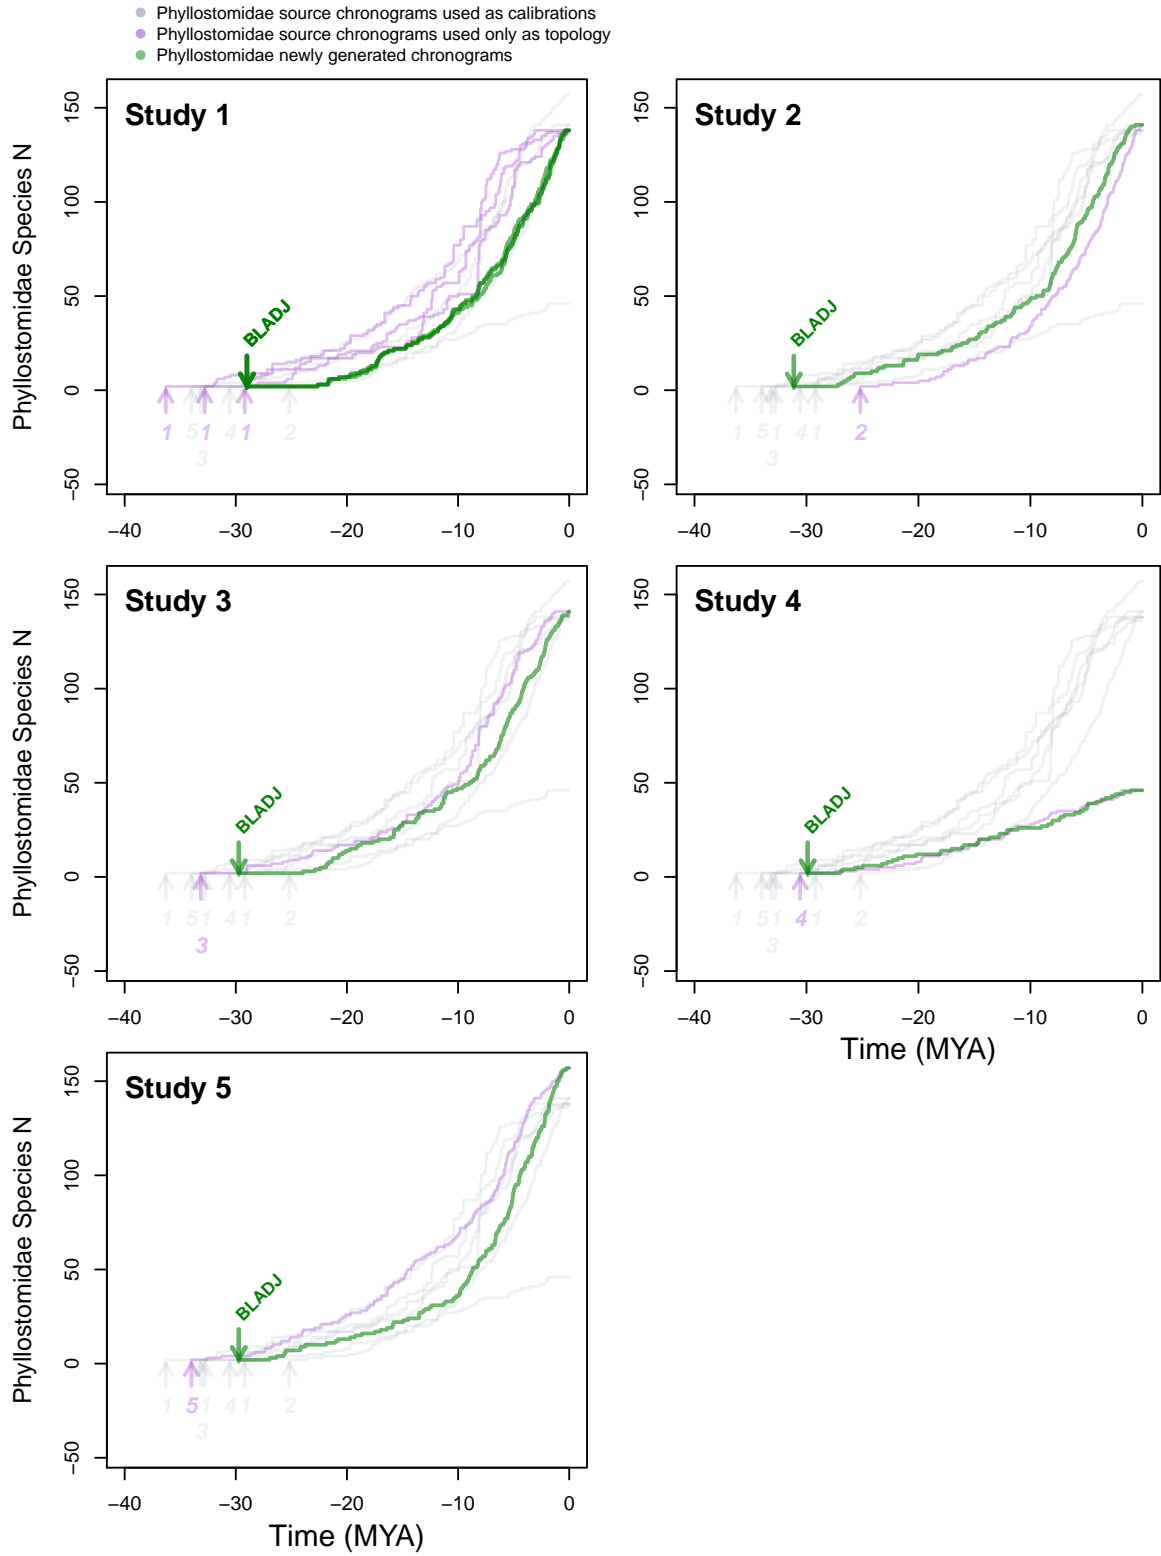 Phyllostomidae source chronograms used as calibrations
Phyllostomidae source chronograms used only as topology
Phyllostomidae newly generated chronograms
Study 1
Phyllostomidae Species N
150
100
50
0
−50
BLADJ
1 5 1 4 1 2
3
−40 −30 −20 −10 0
Study 2
150
100
50
0
−50
BLADJ
1 5 1 4 1 2
3
−40 −30 −20 −10 0
Study 3
Phyllostomidae Species N
150
100
50
0
−50
BLADJ
1 5 1 4 1 2
3
−40 −30 −20 −10 0
Study 4
150
100
50
0
−50
BLADJ
1 5 1 4 1 2
3
−40 −30 −20 −10 0
Time (MYA)
Study 5
Phyllostomidae Species N
150
100
50
0
−50
BLADJ
1 5 1 4 1 2
3
−40 −30 −20 −10 0
Time (MYA)